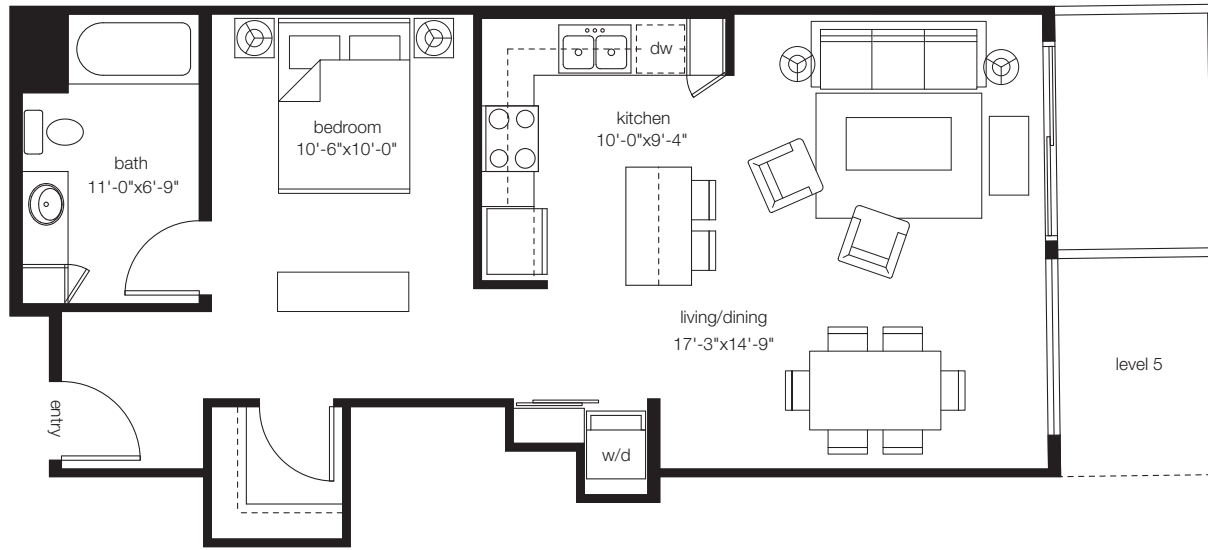 bath
11'-0"x6'-9"
bedroom
10'-6"x10'-0"
dw
kitchen
10'-0"x9'-4"
living/dining
17'-3"x14'-9"
level 5
entry
w/d